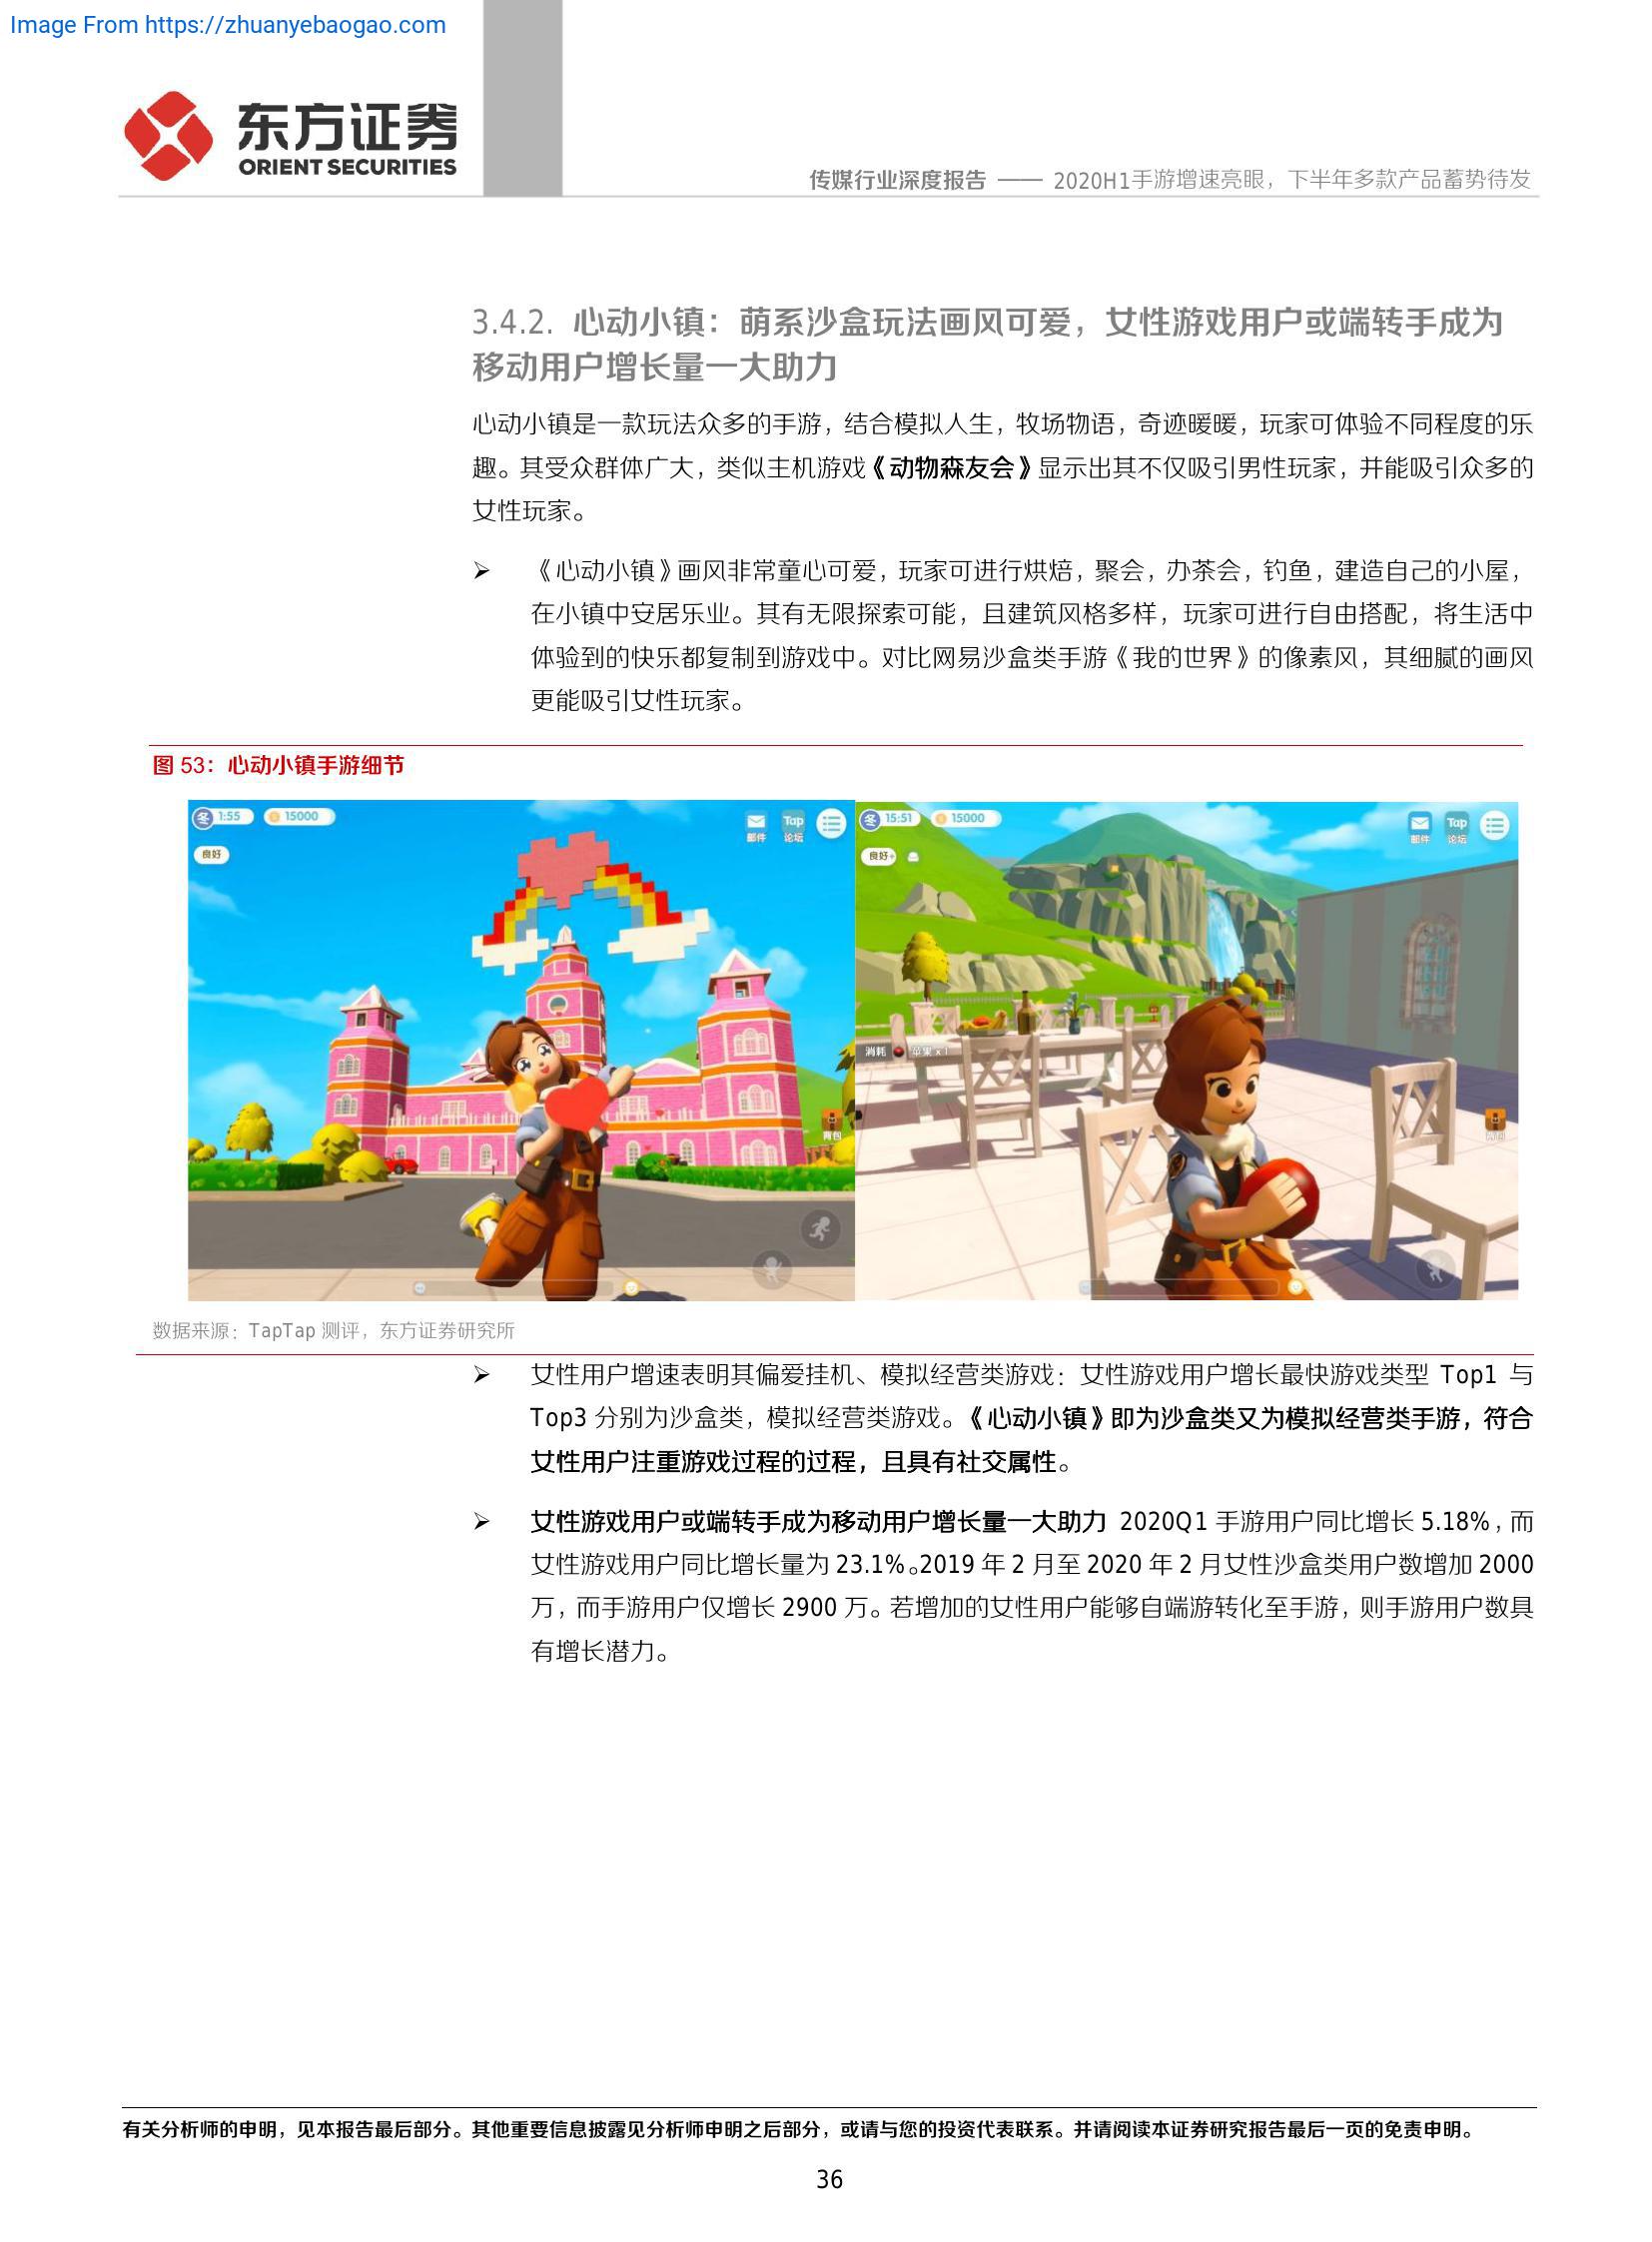 Image From https://zhuanyebaogao.com
东方证券
ORIENT SECURITIES
传媒行业深度报告 —— 2020H1手游增速亮眼，下半年多款产品蓄势待发
3.4.2. 心动小镇：萌系沙盒玩法画风可爱，女性游戏用户或端转手成为
移动用户增长量一大助力
心动小镇是一款玩法众多的手游，结合模拟人生，牧场物语，奇迹暖暖，玩家可体验不同程度的乐
趣。其受众群体广大，类似主机游戏《动物森友会》显示出其不仅吸引男性玩家，并能吸引众多的
女性玩家。
➢ 《心动小镇》画风非常童心可爱，玩家可进行烘焙，聚会，办茶会，钓鱼，建造自己的小屋，
在小镇中安居乐业。其有无限探索可能，且建筑风格多样，玩家可进行自由搭配，将生活中
体验到的快乐都复制到游戏中。对比网易沙盒类手游《我的世界》的像素风，其细腻的画风
更能吸引女性玩家。
图 53：心动小镇手游细节
冬 1:55 15000 邮件 Tap 论坛
良好
背包
冬 15:51 15000 邮件 Tap 论坛
良好
消耗 苹果 x1
数据来源：TapTap 测评，东方证券研究所
➢ 女性用户增速表明其偏爱挂机、模拟经营类游戏：女性游戏用户增长最快游戏类型 Top1 与
Top3 分别为沙盒类，模拟经营类游戏。《心动小镇》即为沙盒类又为模拟经营类手游，符合
女性用户注重游戏过程的过程，且具有社交属性。
➢ 女性游戏用户或端转手成为移动用户增长量一大助力 2020Q1 手游用户同比增长 5.18%，而
女性游戏用户同比增长量为 23.1%。2019 年 2 月至 2020 年 2 月女性沙盒类用户数增加 2000
万，而手游用户仅增长 2900 万。若增加的女性用户能够自端游转化至手游，则手游用户数具
有增长潜力。
有关分析师的申明，见本报告最后部分。其他重要信息披露见分析师申明之后部分，或请与您的投资代表联系。并请阅读本证券研究报告最后一页的免责申明。
36